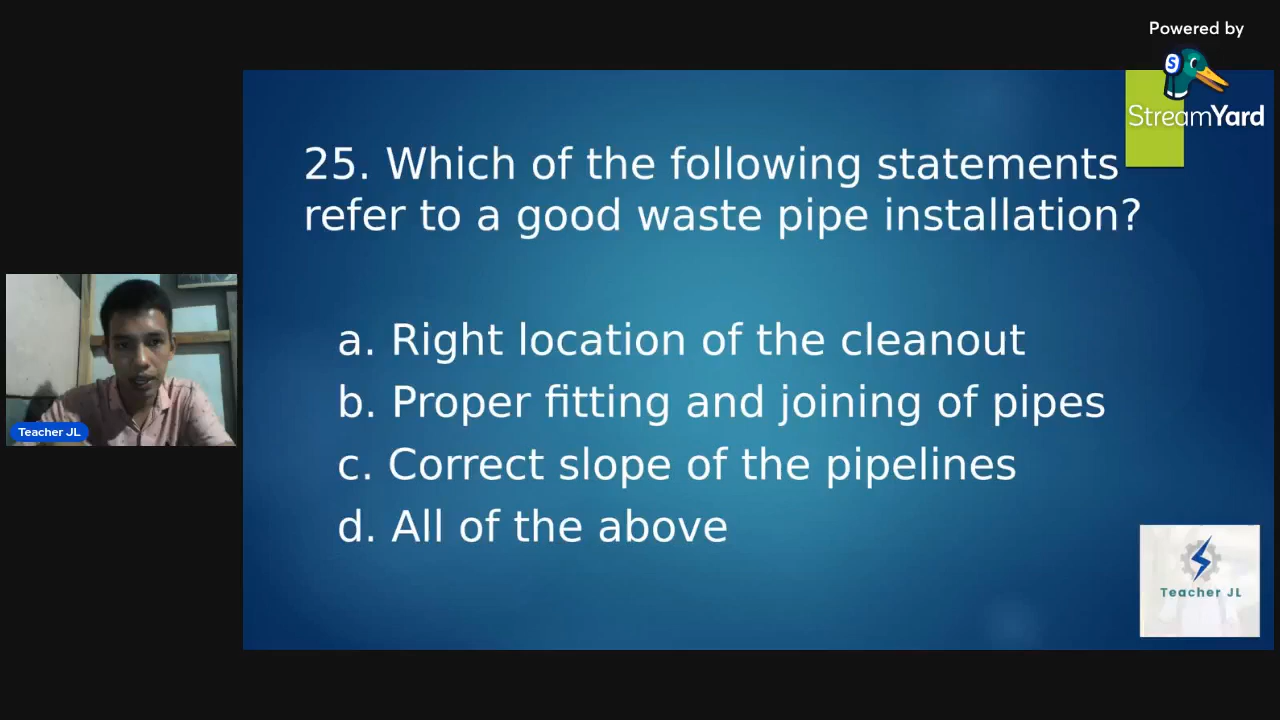 Powered by
StreamYard
25. Which of the following statements
refer to a good waste pipe installation?
a. Right location of the cleanout
b. Proper fitting and joining of pipes
c. Correct slope of the pipelines
d. All of the above
Teacher JL
Teacher JL